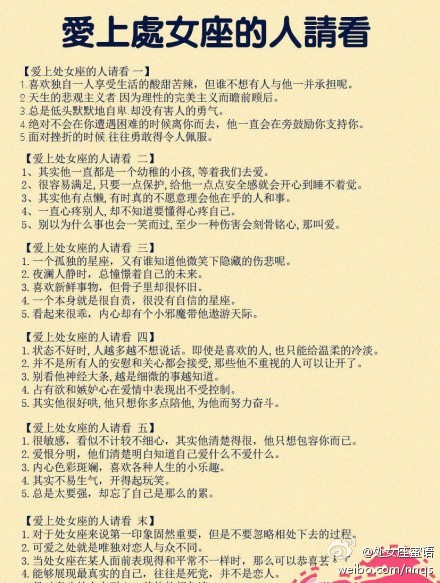 愛上處女座的人請看
【爱上处女座的人请看 一】
1.喜欢独自一人享受生活的酸甜苦辣，但谁不想有人与他一并承担呢。
2.天生的悲观主义者 因为理性的完美主义而瞻前顾后。
3.总是低头默默地自卑 却没有害人的勇气。
4.绝对不会在你遭遇困难的时候离你而去，他一直会在旁鼓励你支持你。
5.面对挫折的时候 往往勇敢得令人佩服。
【爱上处女座的人请看 二】
1、其实他一直都是一个幼稚的小孩，等着我们去爱。
2、很容易满足，只要一点保护，给他一点点安全感就会开心到睡不着觉。
3、其实他有点懒，有时真的不愿意理会他在乎的人和事。
4、一直心疼别人，却不知道要懂得心疼自己。
5、别以为什么事也会一笑而过，至少一种伤害会刻骨铭心，那叫爱。
【爱上处女座的人请看 三】
1.一个孤独的星座，又有谁知道他微笑下隐藏的伤悲呢。
2、夜澜人静时，总憧憬着自己的未来。
3、喜欢新鲜事物，但骨子里却很怀旧。
4、一个本身就是很自责，很没有自信的星座。
5、看起来很乖，内心却有个小邪魔带他遨游天际。
【爱上处女座的人请看 四】
1.状态不好时，人越多越不想说话。即使是喜欢的人，也只能给温柔的冷淡。
2、并不是所有人的安慰和关心都会接受，那些他不重视的人可以让开了。
3、别看他神经大条，越是细微的事越知道。
4、占有欲和嫉妒心在爱情中表现出不受控制。
5、其实他很好哄，他只想你多点陪他，为他而努力奋斗。
【爱上处女座的人请看 五】
1.很敏感，看似不计较不细心，其实他清楚得很，他只想包容你而已。
2、爱恨分明，他们清楚明白知道自己爱什么不爱什么。
3、内心色彩斑斓，喜欢各种人生的小乐趣。
4、其实不易生气，开得起玩笑。
5、总是太要强，却忘了自己是那么的累。
【爱上处女座的人请看 末】
1.对于处女座来说第一印象固然重要，但是不要忽略相处下去的过程。
2.可爱之处就是唯独对恋人与众不同。
3.当处女座在某人面前表现得和平常不一样时，那么可以恭喜
4.能够展现最真实的自己，往往是死党，并不是恋人。
@处女座蜜语
weibo.com/nnqs